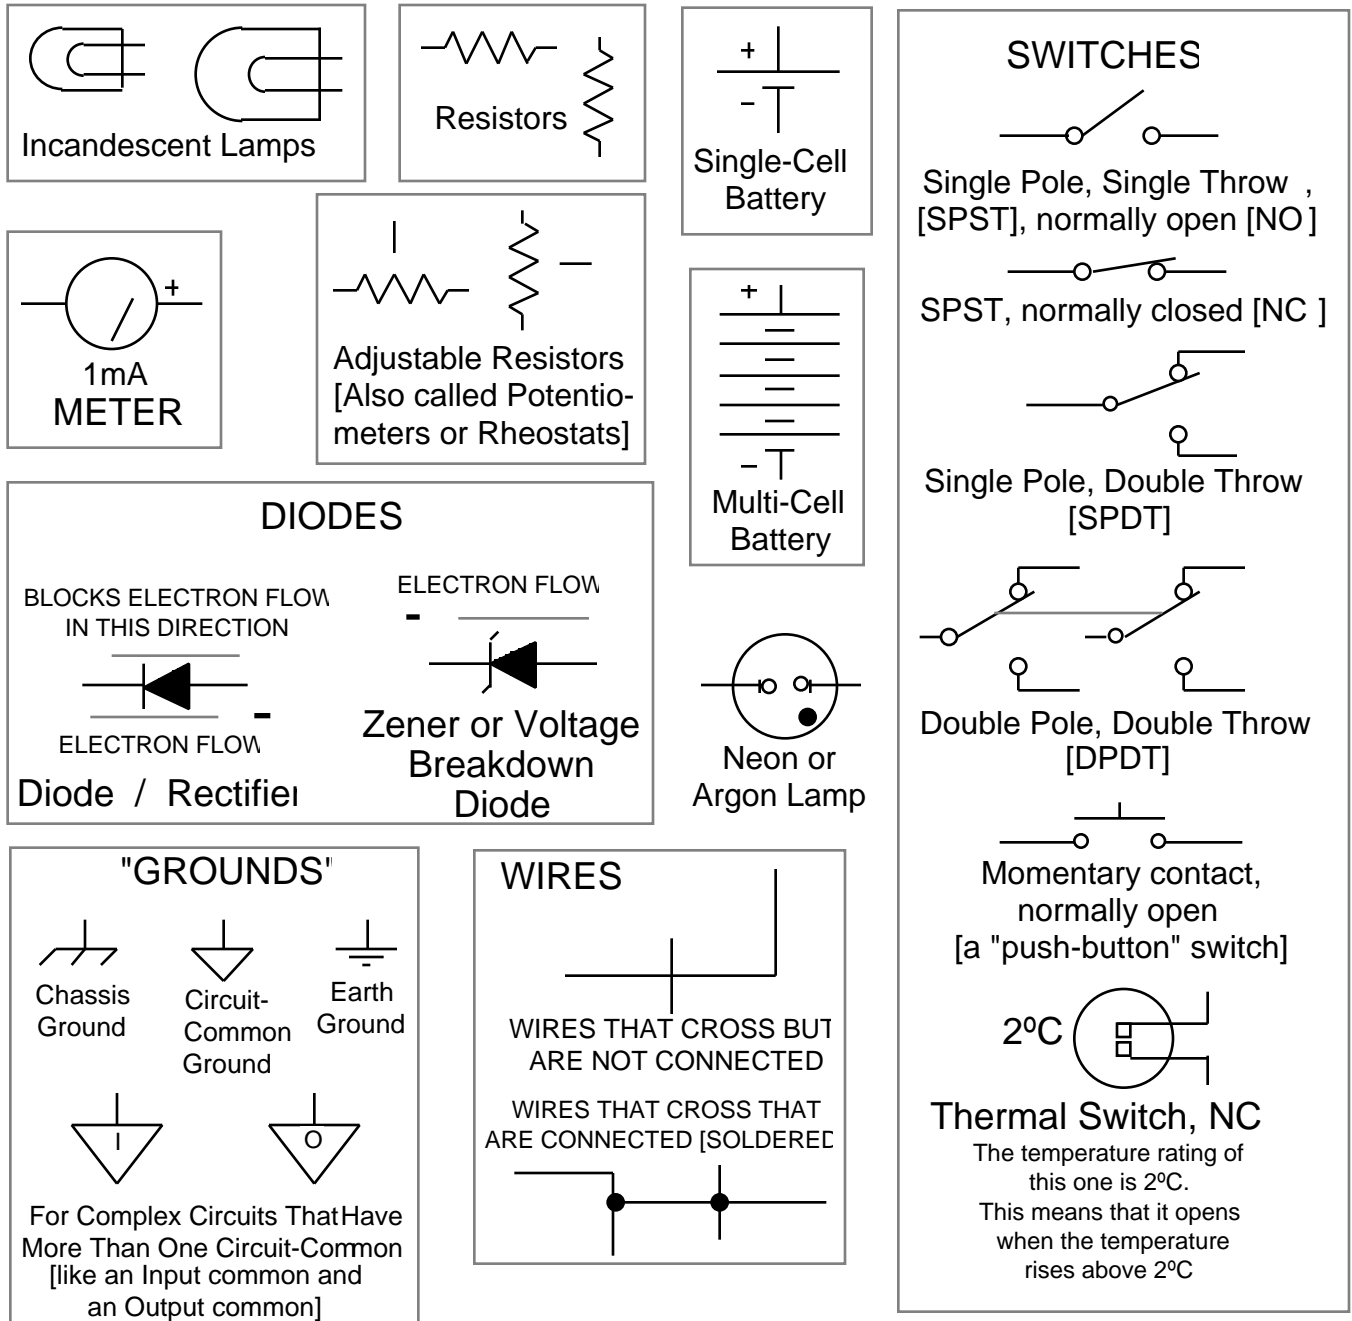 Incandescent Lamps
Resistors
+
−
Single-Cell
Battery
+
1mA
METER
Adjustable Resistors
[Also called Potentio-
meters or Rheostats]
+
−
Multi-Cell
Battery
DIODES
BLOCKS ELECTRON FLOW
IN THIS DIRECTION
-
ELECTRON FLOW
Diode / Rectifier
ELECTRON FLOW
-
Zener or Voltage
Breakdown
Diode
Neon or
Argon Lamp
"GROUNDS"
Chassis
Ground
Circuit-
Common
Ground
Earth
Ground
I
O
For Complex Circuits That Have
More Than One Circuit-Common
[like an Input common and
an Output common]
WIRES
WIRES THAT CROSS BUT
ARE NOT CONNECTED
WIRES THAT CROSS THAT
ARE CONNECTED [SOLDERED
SWITCHES
Single Pole, Single Throw ,
[SPST], normally open [NO ]
SPST, normally closed [NC ]
Single Pole, Double Throw
[SPDT]
Double Pole, Double Throw
[DPDT]
Momentary contact,
normally open
[a "push-button" switch]
2ºC
Thermal Switch, NC
The temperature rating of
this one is 2ºC.
This means that it opens
when the temperature
rises above 2ºC